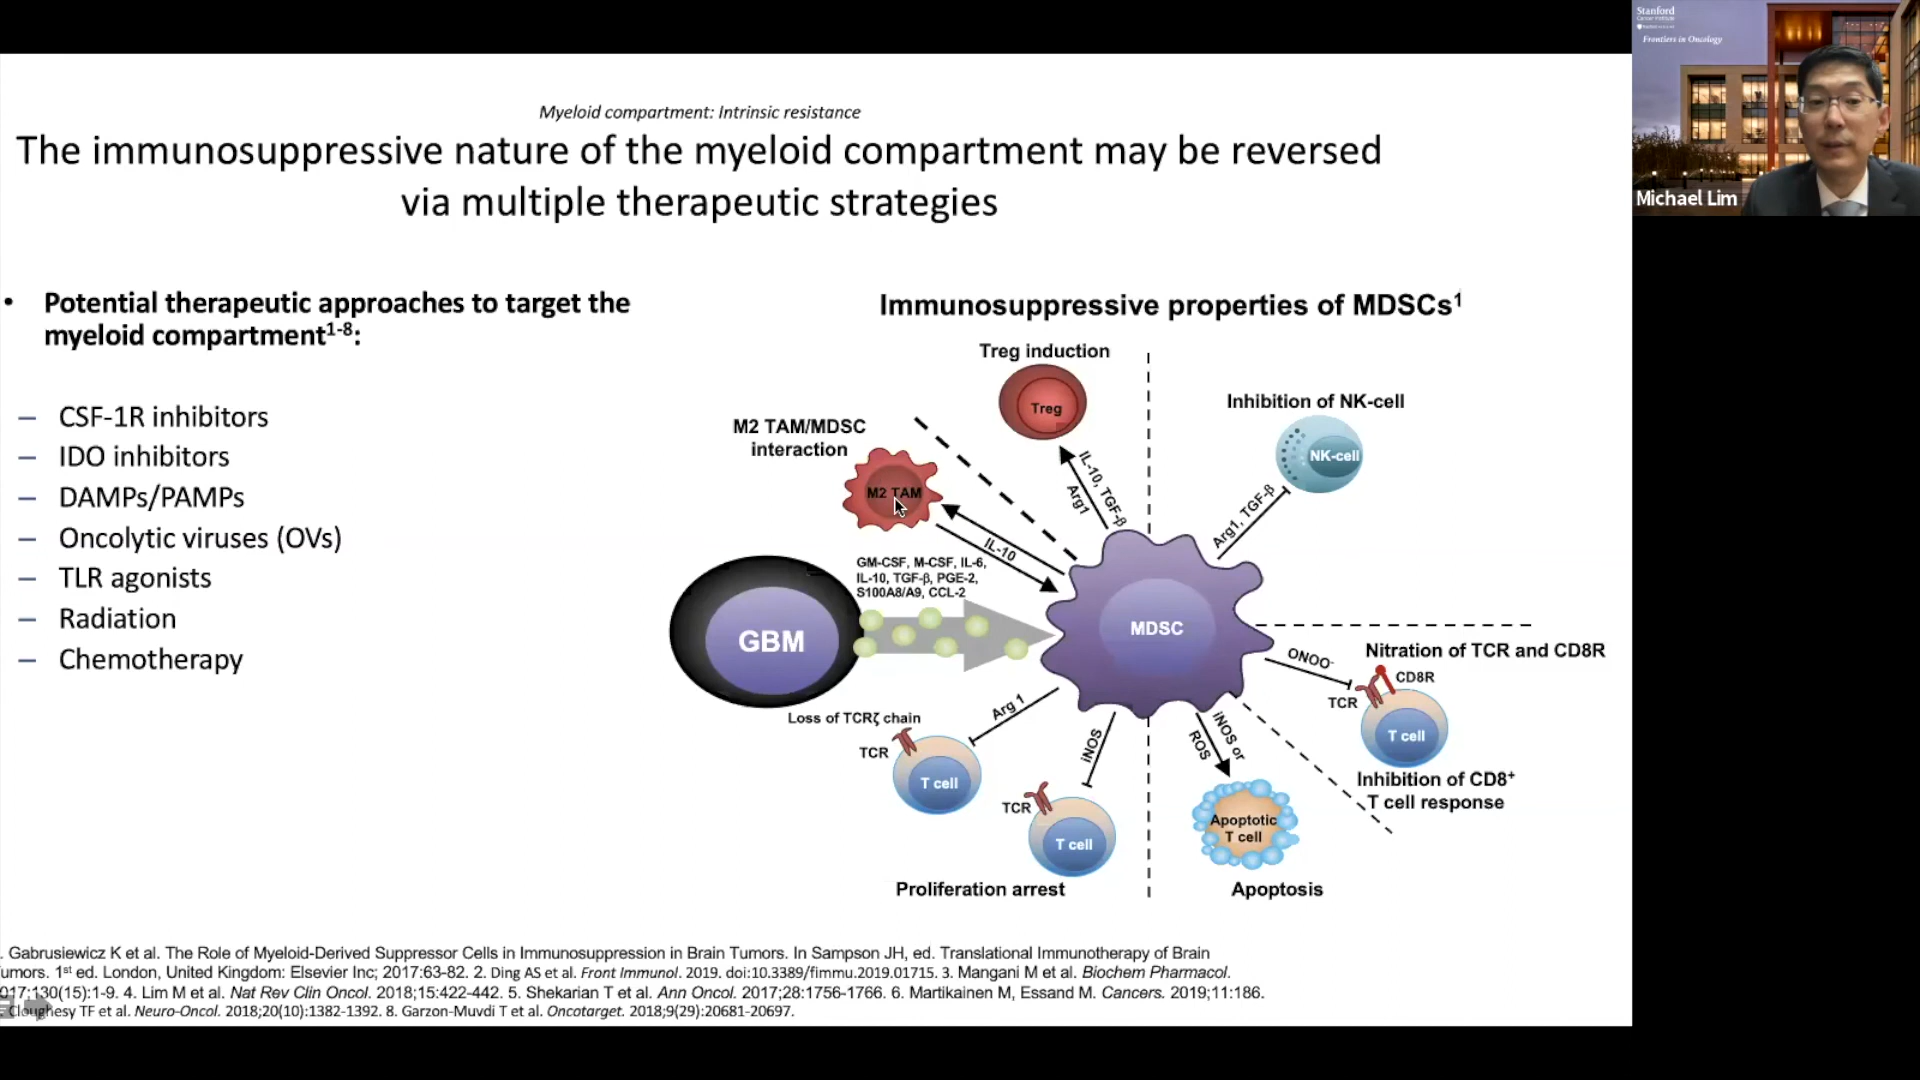 Myeloid compartment: Intrinsic resistance
The immunosuppressive nature of the myeloid compartment may be reversed
via multiple therapeutic strategies
• Potential therapeutic approaches to target the
myeloid compartment1-8:
– CSF-1R inhibitors
– IDO inhibitors
– DAMPs/PAMPs
– Oncolytic viruses (OVs)
– TLR agonists
– Radiation
– Chemotherapy
Immunosuppressive properties of MDSCs1
Treg induction
Treg
IL-10, TGF-β
Arg1
M2 TAM/MDSC
interaction
M2 TAM
IL-10
Inhibition of NK-cell
NK-cell
Arg1, TGF-β
GM-CSF, M-CSF, IL-6,
IL-10, TGF-β, PGE-2,
S100A8/A9, CCL-2
GBM
MDSC
ONOO-
Nitration of TCR and CD8R
CD8R
TCR
T cell
Inhibition of CD8+
T cell response
Loss of TCRζ chain
TCR
T cell
Arg 1
iNOS
TCR
T cell
Proliferation arrest
iNOS or
ROS
Apoptotic
T cell
Apoptosis
. Gabrusiewicz K et al. The Role of Myeloid-Derived Suppressor Cells in Immunosuppression in Brain Tumors. In Sampson JH, ed. Translational Immunotherapy of Brain
umors. 1st ed. London, United Kingdom: Elsevier Inc; 2017:63-82. 2. Ding AS et al. Front Immunol. 2019. doi:10.3389/fimmu.2019.01715. 3. Mangani M et al. Biochem Pharmacol.
017;130(15):1-9. 4. Lim M et al. Nat Rev Clin Oncol. 2018;15:422-442. 5. Shekarian T et al. Ann Oncol. 2017;28:1756-1766. 6. Martikainen M, Essand M. Cancers. 2019;11:186.
. Cloughesy TF et al. Neuro-Oncol. 2018;20(10):1382-1392. 8. Garzon-Muvdi T et al. Oncotarget. 2018;9(29):20681-20697.
Stanford
Frontiers in Oncology
Michael Lim